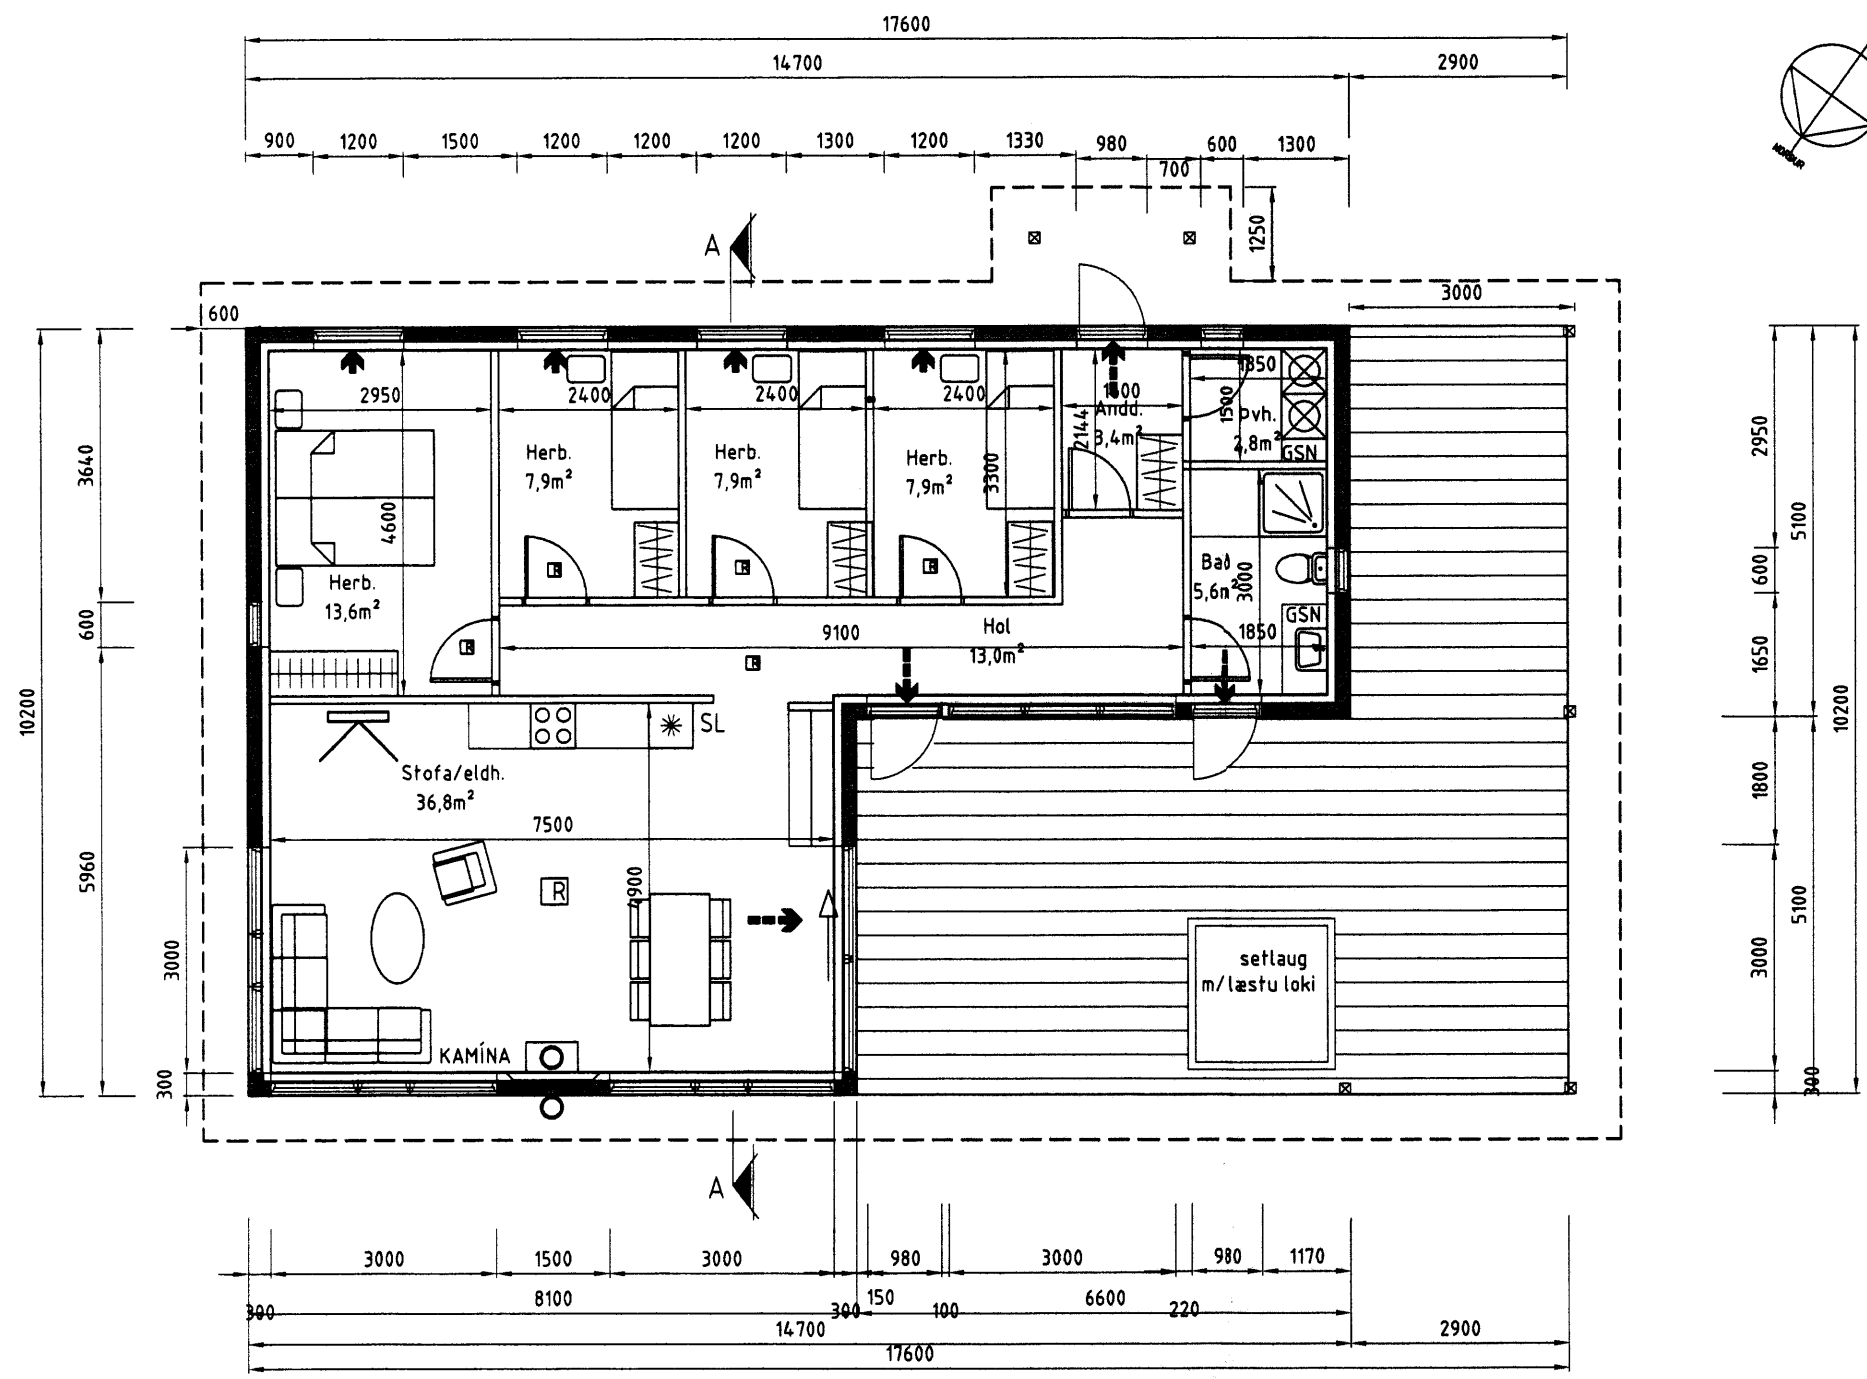 17600
14700 2900
900 1200 1500 1200 1200 1200 1300 1200 1330 980 700 600 1300
NORÐUR
A
1250
600
3000
2950 2400 2400 2400 1850
1500
Andd.
3,4m²
2144
Þvh.
2,8m²
GSN
Herb.
7,9m²
Herb.
7,9m²
Herb.
7,9m²
3300
4600
Herb.
13,6m²
R R R R
Bað
5,6m²
3000
GSN
1850
9100
Hol
13,0m²
R
3640
600
5960
10200
3000
300
2950
600
1650
5100
1800
3000
5100
300
10200
SL
Stofa/eldh.
36,8m²
7500
R
4900
setlaug
m/læstu loki
KAMÍNA
A
3000 1500 3000 980 3000 980 1170
300 8100 300 150 100 6600 220
14700 2900
17600